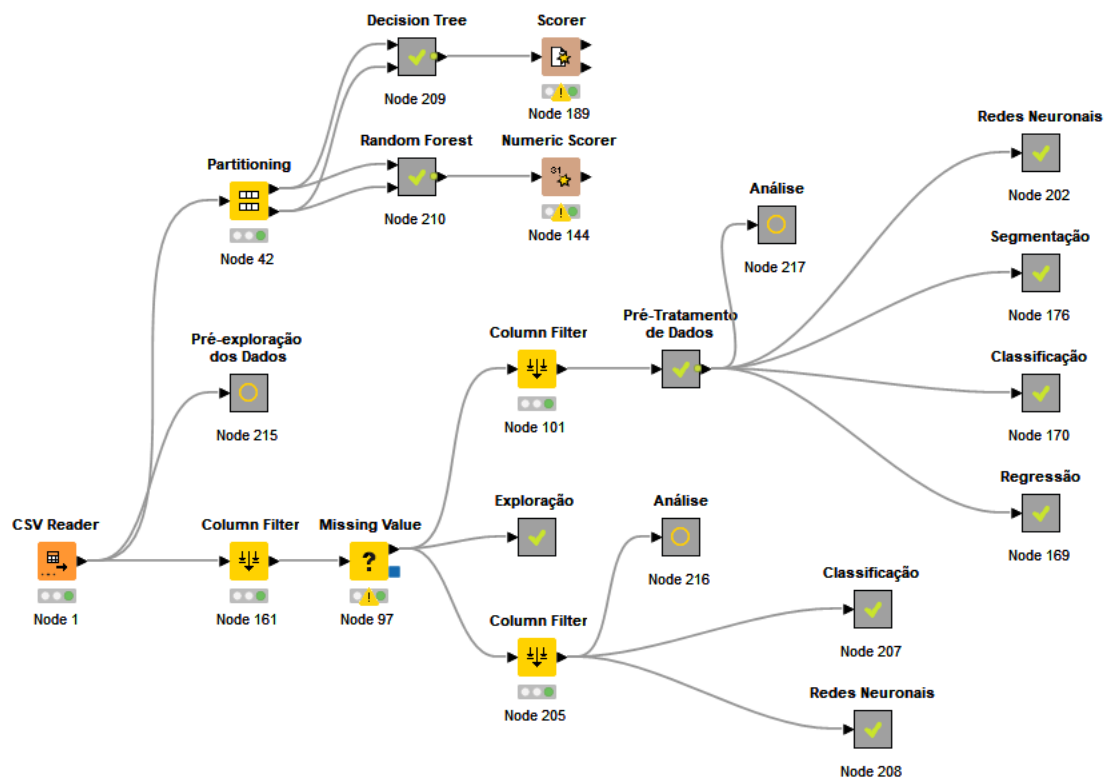 Decision Tree
Node 209
Scorer
Node 189
Random Forest
Node 210
Numeric Scorer
31
Node 144
Partitioning
Node 42
Redes Neuronais
Node 202
Análise
Node 217
Segmentação
Node 176
Pré-exploração
dos Dados
Node 215
Column Filter
Node 101
Pré-Tratamento
de Dados
Classificação
Node 170
Regressão
Node 169
CSV Reader
Node 1
Column Filter
Node 161
Missing Value
?
Node 97
Exploração
Análise
Node 216
Column Filter
Node 205
Classificação
Node 207
Redes Neuronais
Node 208